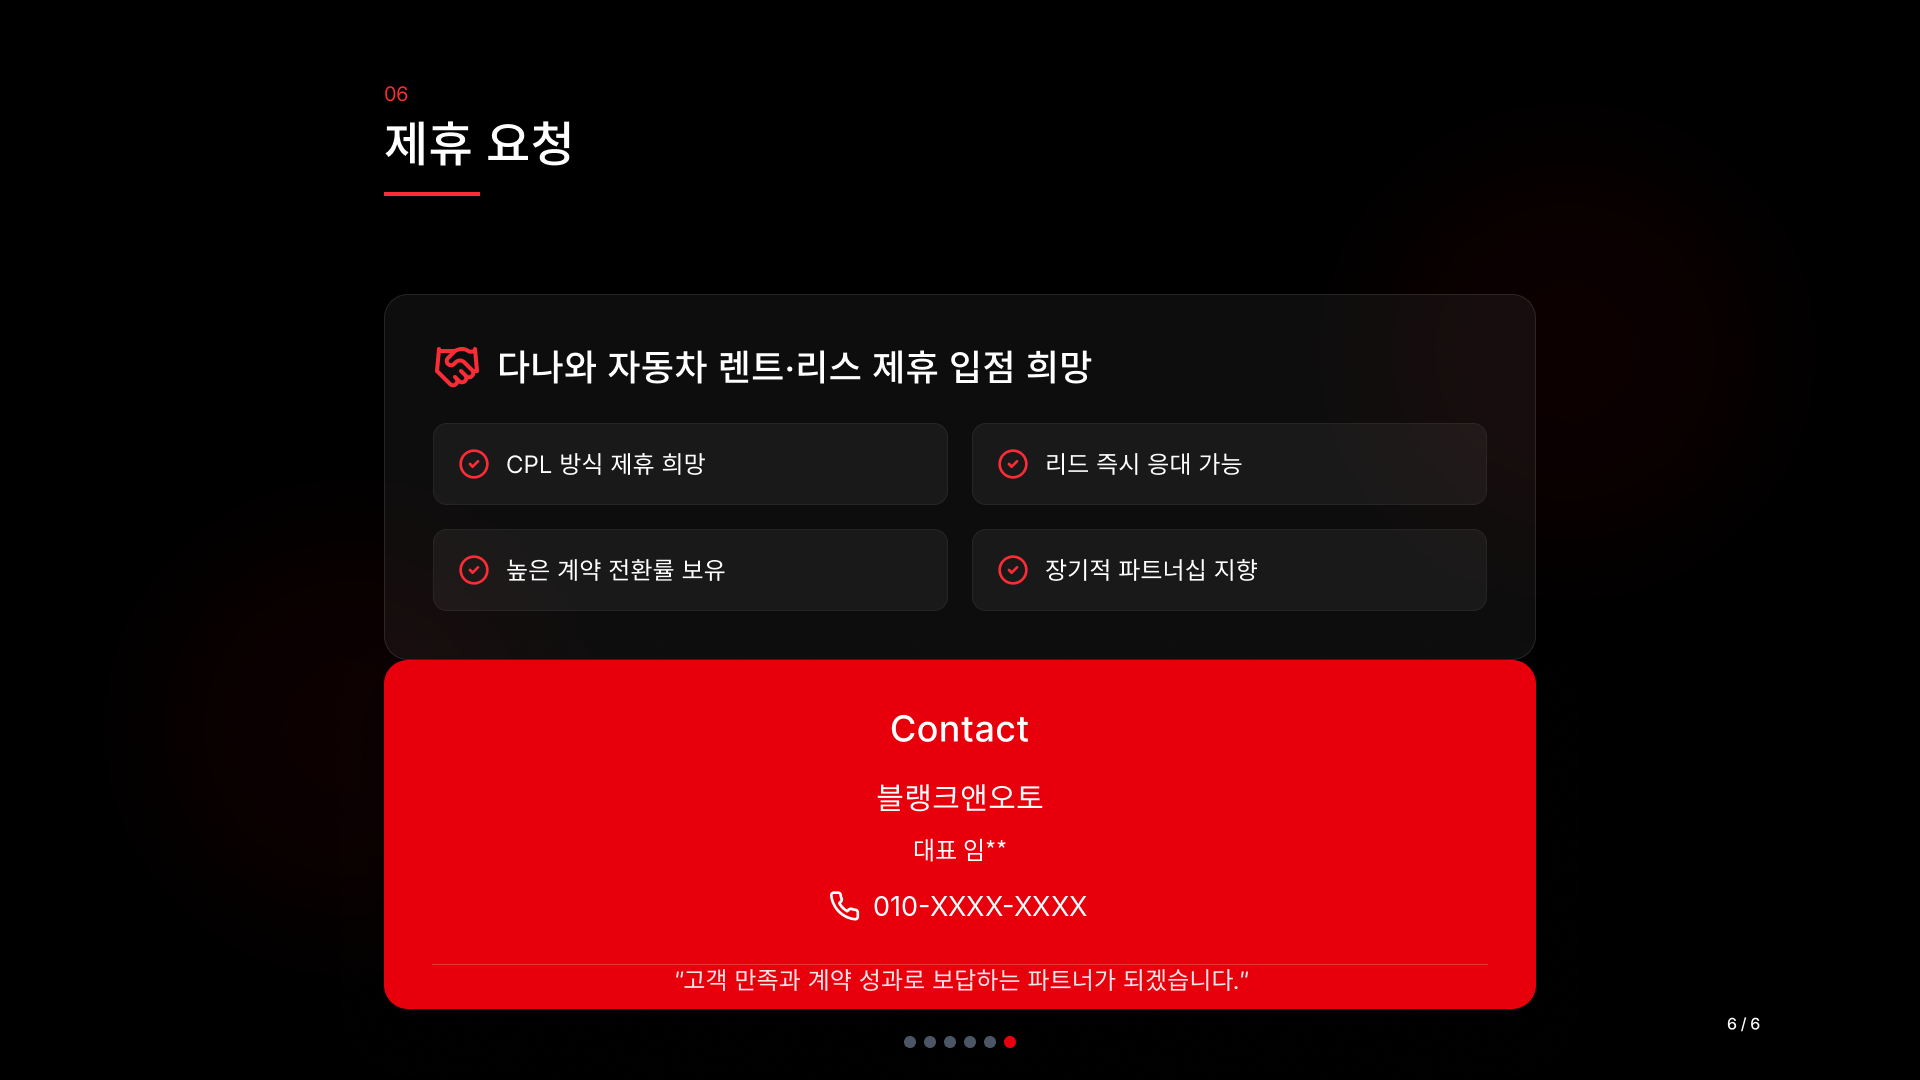 06
제휴 요청
다나와 자동차 렌트·리스 제휴 입점 희망
CPL 방식 제휴 희망
리드 즉시 응대 가능
높은 계약 전환률 보유
장기적 파트너십 지향
Contact
블랭크앤오토
대표 임**
010-XXXX-XXXX
"고객 만족과 계약 성과로 보답하는 파트너가 되겠습니다."
6 / 6